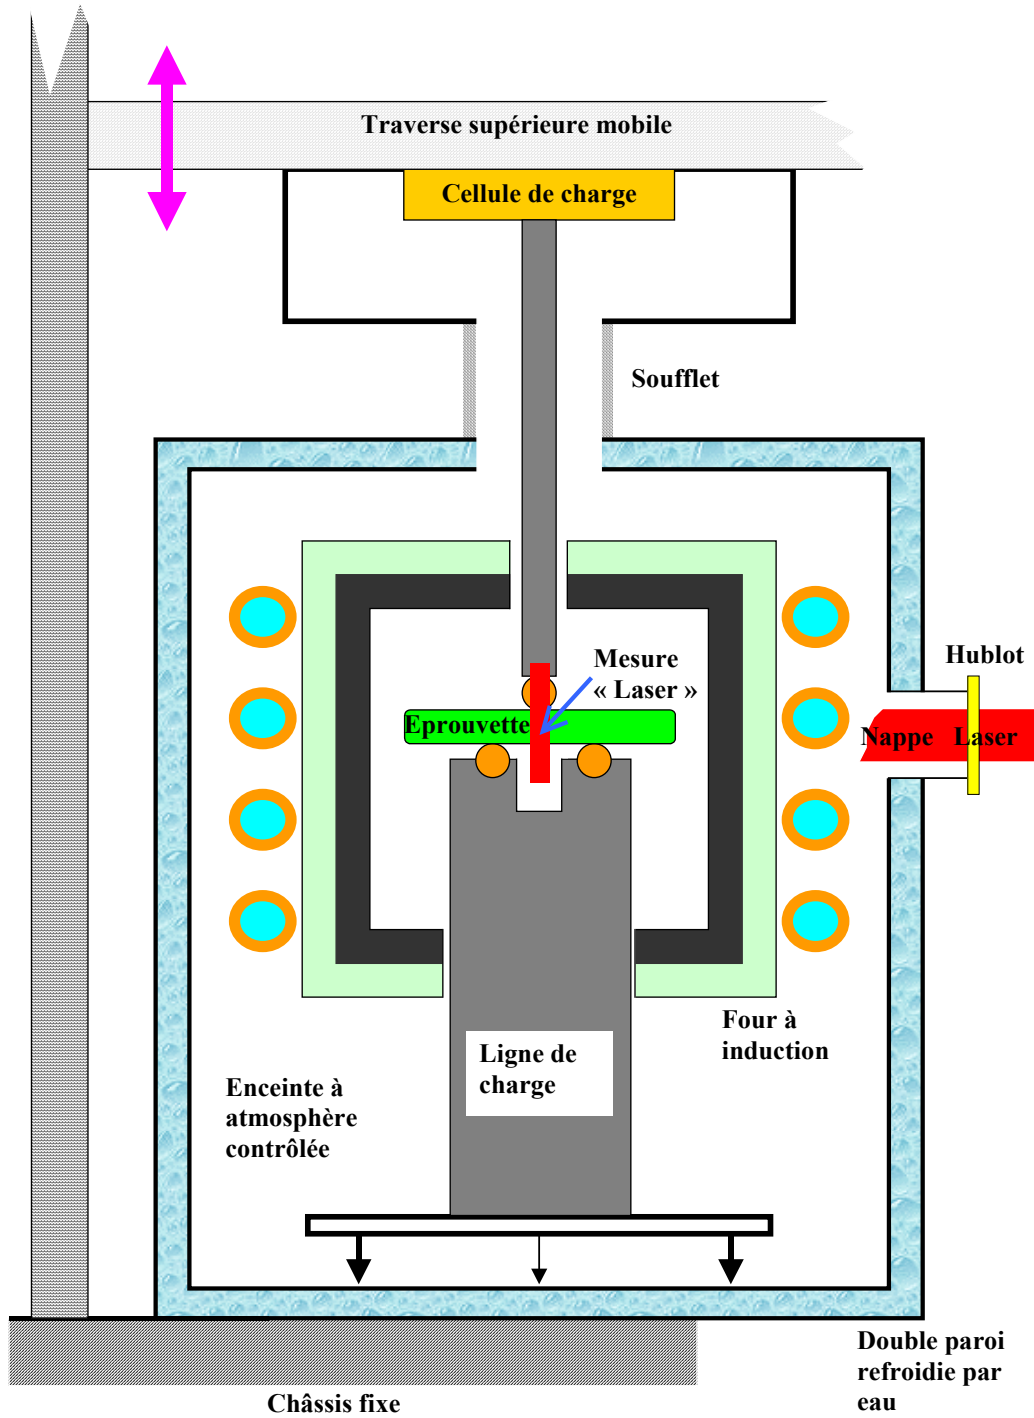 Traverse supérieure mobile
Cellule de charge
Soufflet
Mesure
« Laser »
Hublot
Eprouvette
Nappe Laser
Four à
induction
Ligne de
charge
Enceinte à
atmosphère
contrôlée
Double paroi
refroidie par
eau
Châssis fixe